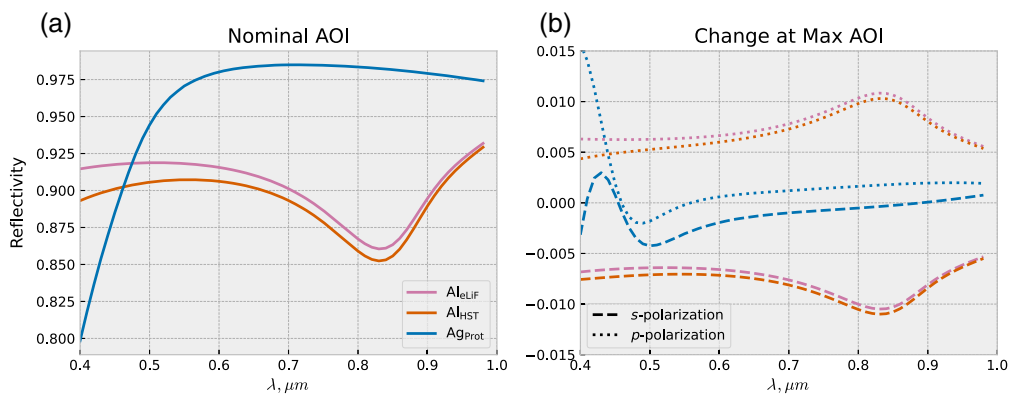 (a)
Nominal AOI
Reflectivity
0.975
0.950
0.925
0.900
0.875
0.850
0.825
0.800
0.4 0.5 0.6 0.7 0.8 0.9 1.0
λ, μm
Al_eLiF
Al_HST
Ag_Prot
(b)
Change at Max AOI
0.015
0.010
0.005
0.000
−0.005
−0.010
−0.015
0.4 0.5 0.6 0.7 0.8 0.9 1.0
λ, μm
s-polarization
p-polarization